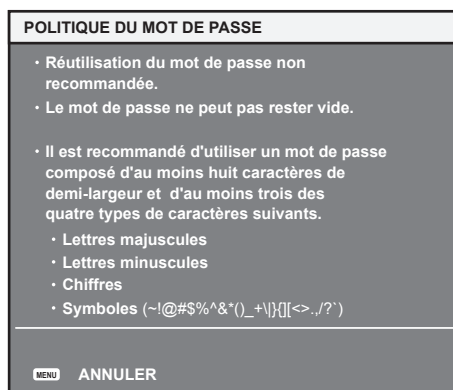 POLITIQUE DU MOT DE PASSE
・Réutilisation du mot de passe non
recommandée.
・Le mot de passe ne peut pas rester vide.
・Il est recommandé d'utiliser un mot de passe
composé d'au moins huit caractères de
demi-largeur et d'au moins trois des
quatre types de caractères suivants.
・Lettres majuscules
・Lettres minuscules
・Chiffres
・Symboles (~!@#$%^&*()_+\|}{[]<>.,/?`)
MENU ANNULER